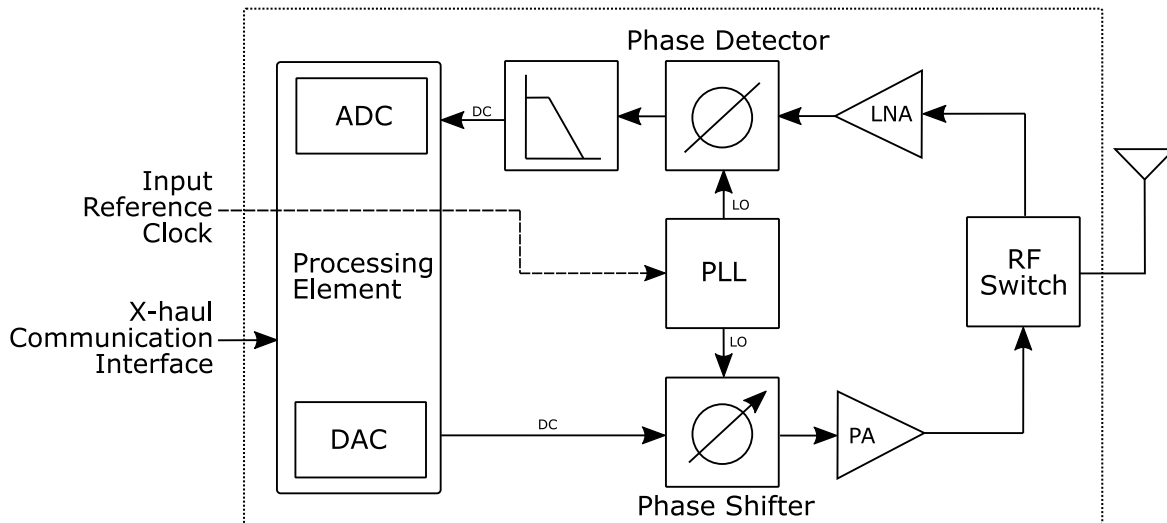 Phase Detector
ADC
DC
LNA
Input
Reference
Clock
LO
Processing
Element
PLL
RF
Switch
X-haul
Communication
Interface
LO
DAC
DC
PA
Phase Shifter